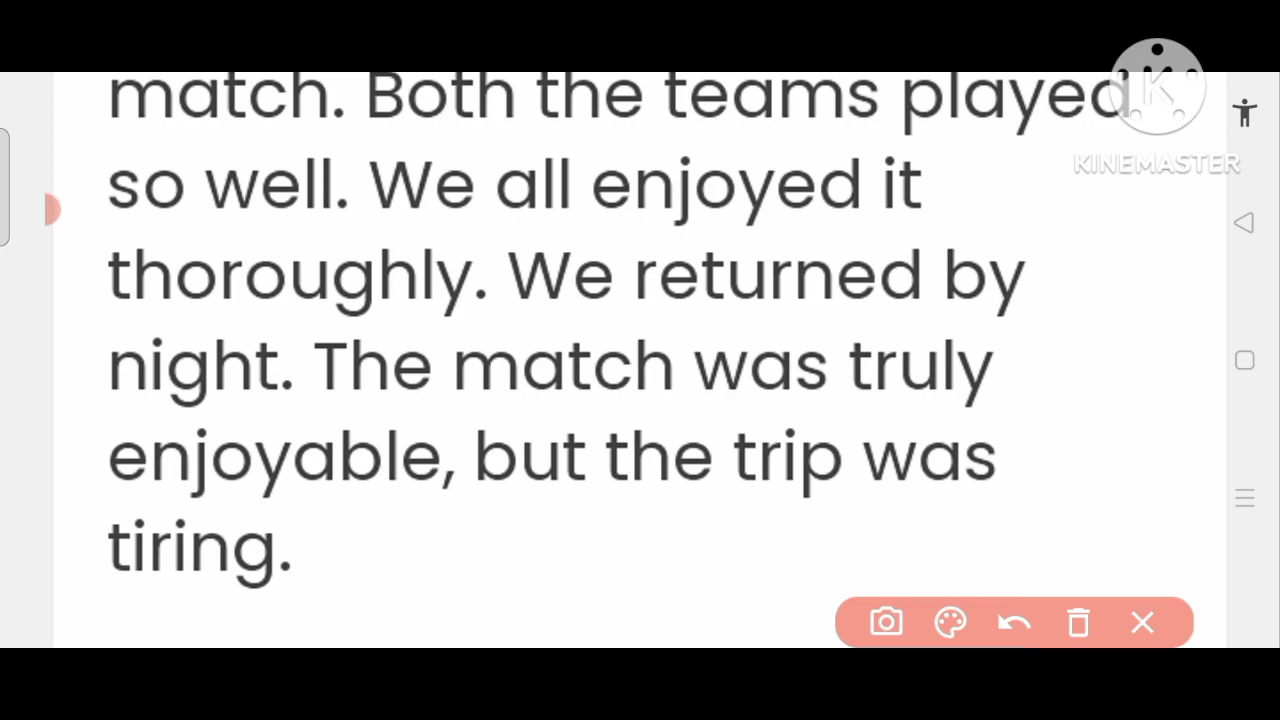 match. Both the teams played
KINEMASTER
so well. We all enjoyed it
thoroughly. We returned by
night. The match was truly
enjoyable, but the trip was
tiring.